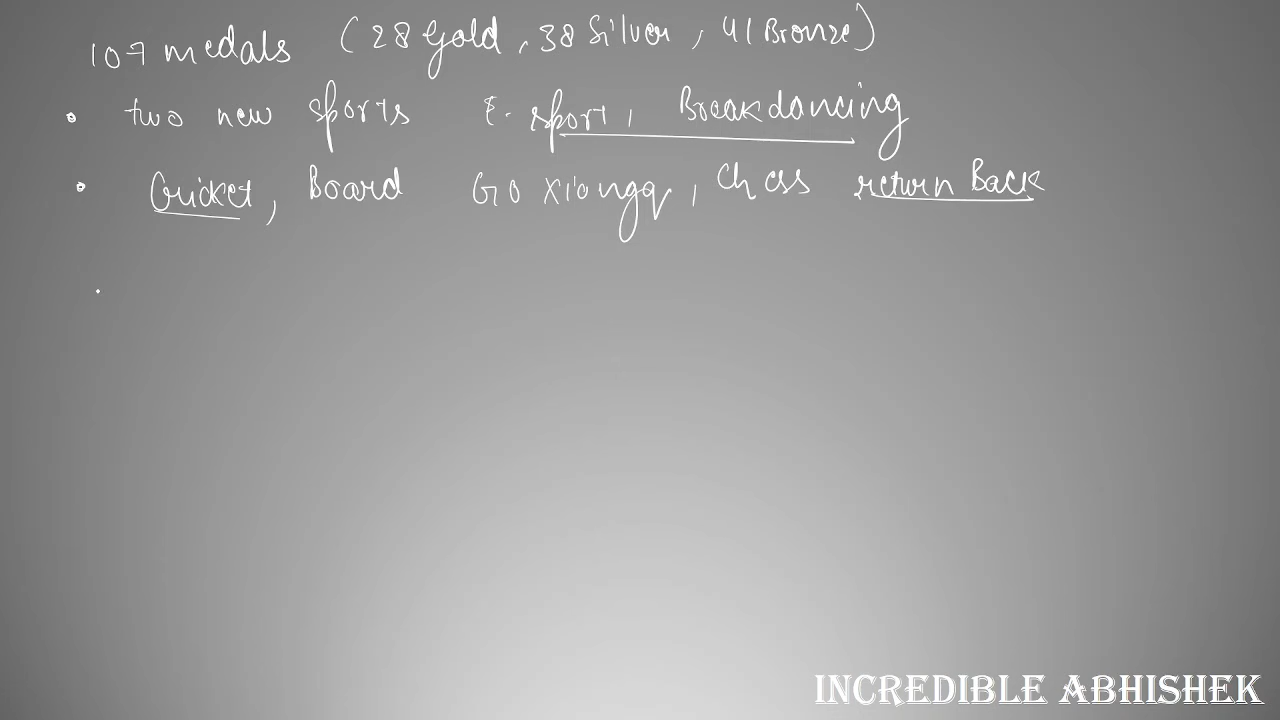 107 medals (28 Gold, 38 Silver, 41 Bronze)
• two new sports E-sport, Breakdancing
• Cricket, Board Go Xiangq, Chess return Back
INCREDIBLE ABHISHEK